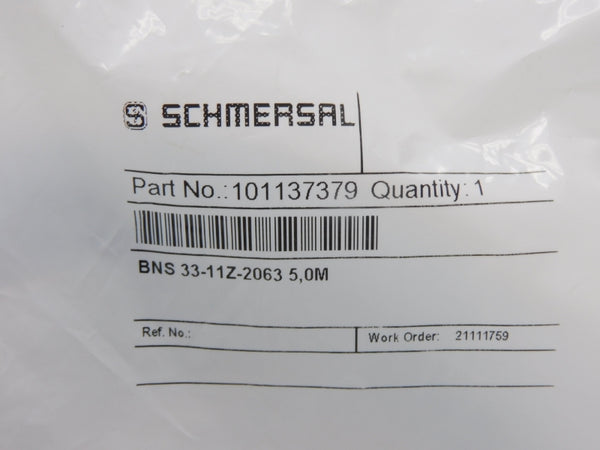 SCHMERSAL
Part No.:101137379 Quantity:1
BNS 33-11Z-2063 5,0M
Ref. No.: Work Order: 21111759